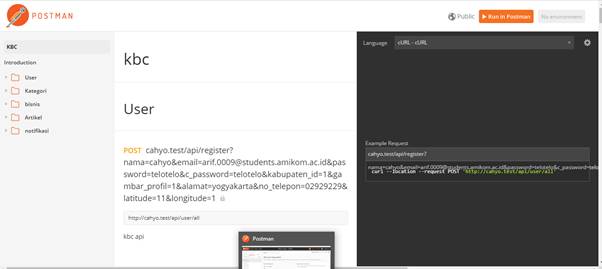 POSTMAN
Public
Run in Postman
No environment
KBC
Introduction
User
Kategori
bisnis
Artikel
notifikasi
kbc
User
POST cahyo.test/api/register?
nama=cahyo&email=arif.0009@students.amikom.ac.id&pas
sword=telotelo&c_password=telotelo&kabupaten_id=1&ga
mbar_profil=1&alamat=yogyakarta&no_telepon=02929229&
latitude=11&longitude=1
http://cahyo.test/api/user/all
kbc api
Postman
Language
cURL - cURL
Example Request
cahyo.test/api/register?
nama=cahyo&email=arif.0009@students.amikom.ac.id&password=telotelo&c_password=telotelo&
curl --location --request POST 'http://cahyo.test/api/user/all'